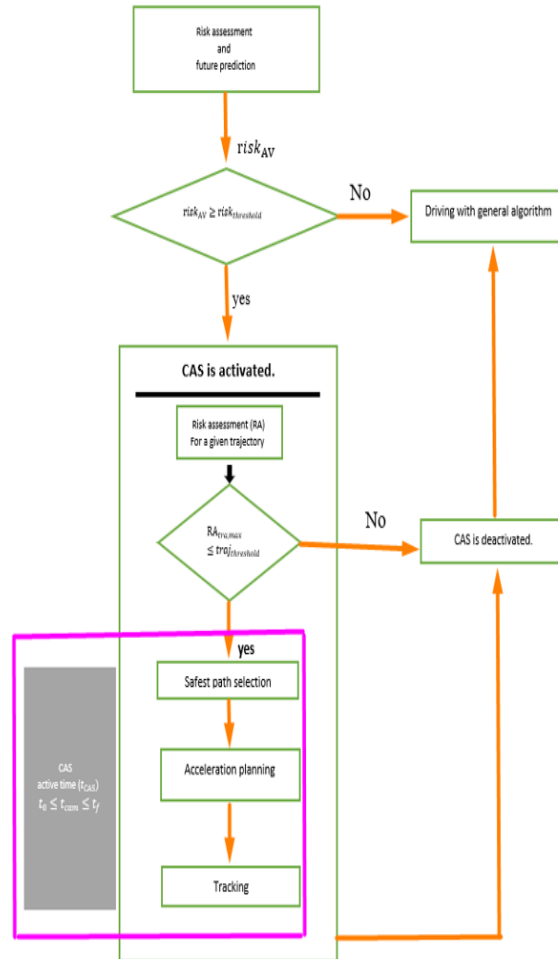 Risk assessment
and
future prediction
risk_AV
risk_AV ≥ risk_threshold
No
Driving with general algorithm
yes
CAS is activated.
Risk assessment (RA)
For a given trajectory
RA_tra,max
≤ traj_threshold
No
CAS is deactivated.
yes
Safest path selection
CAS
active time (t_CAS)
t_0 ≤ t_cum ≤ t_f
Acceleration planning
Tracking